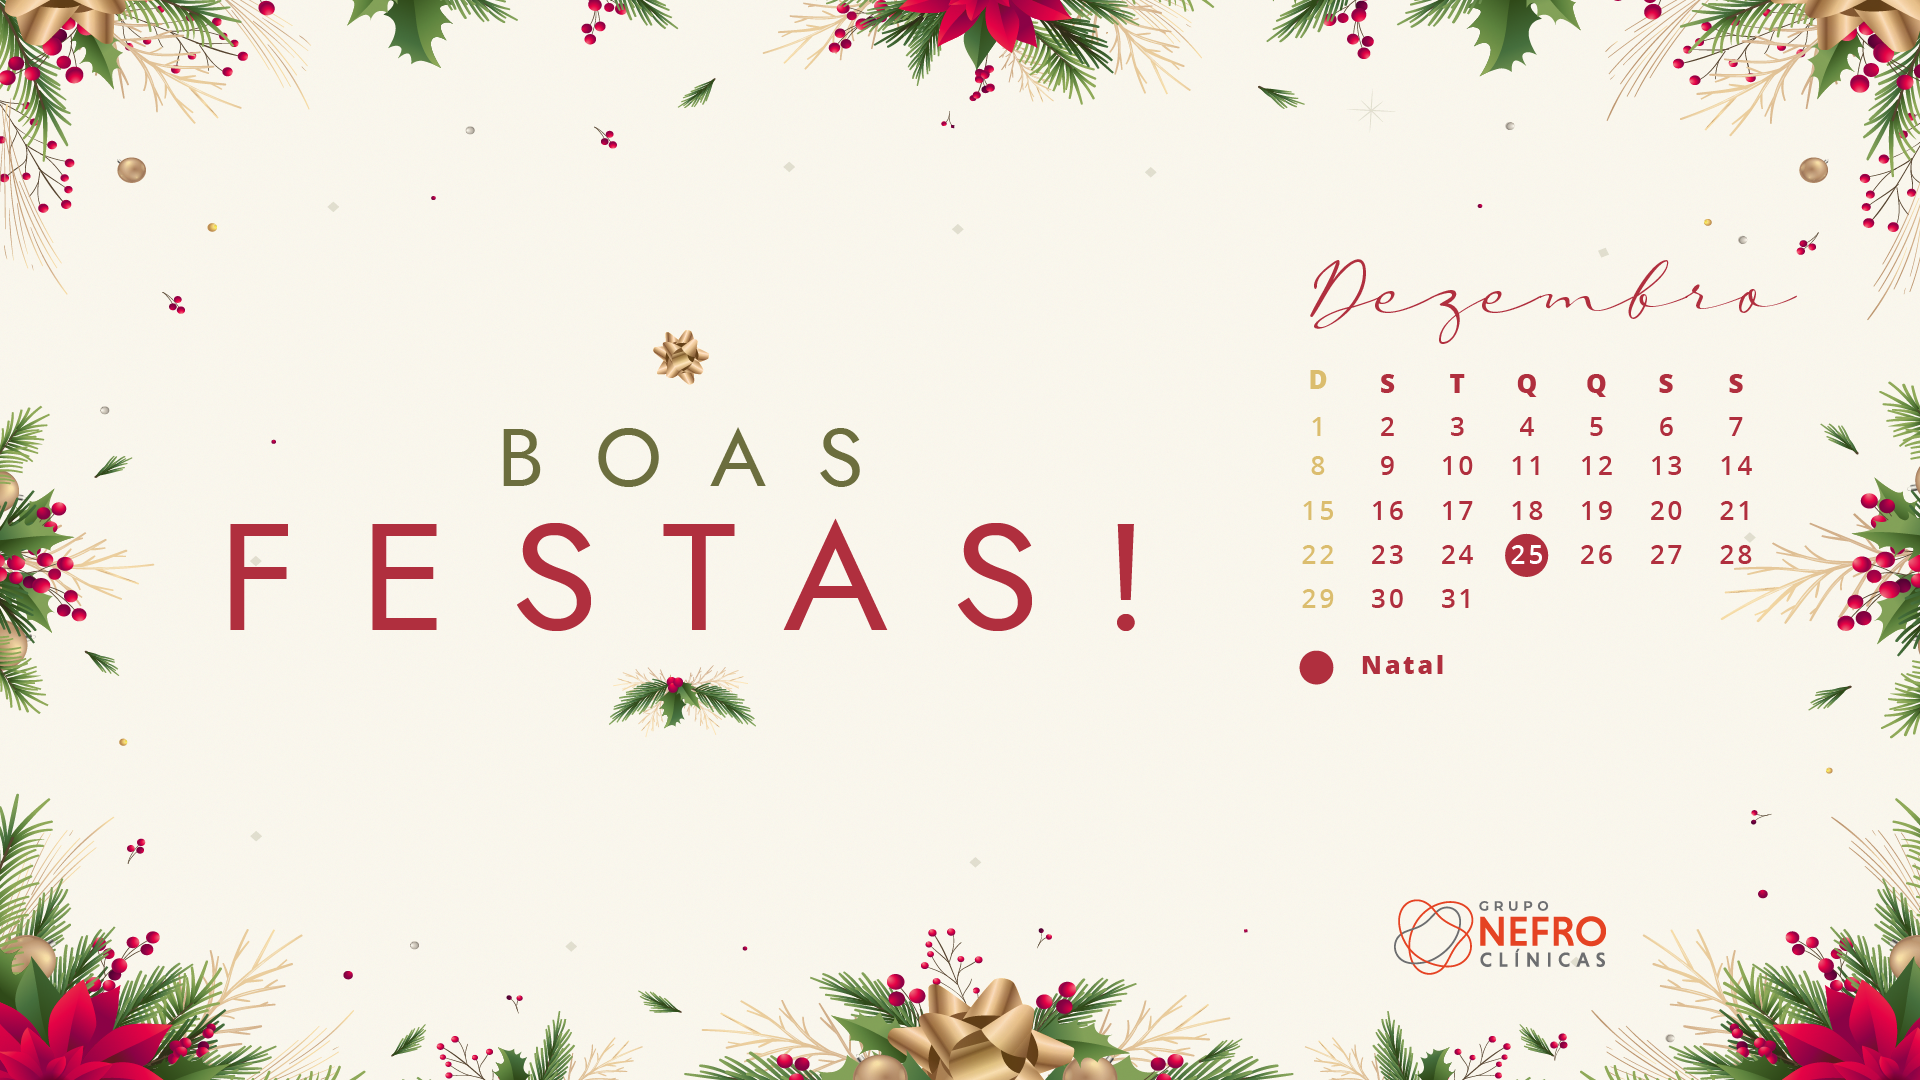 BOAS
FESTAS!
Dezembro
D S T Q Q S S
1 2 3 4 5 6 7
8 9 10 11 12 13 14
15 16 17 18 19 20 21
22 23 24 25 26 27 28
29 30 31
Natal
GRUPO
NEFRO
CLÍNICAS